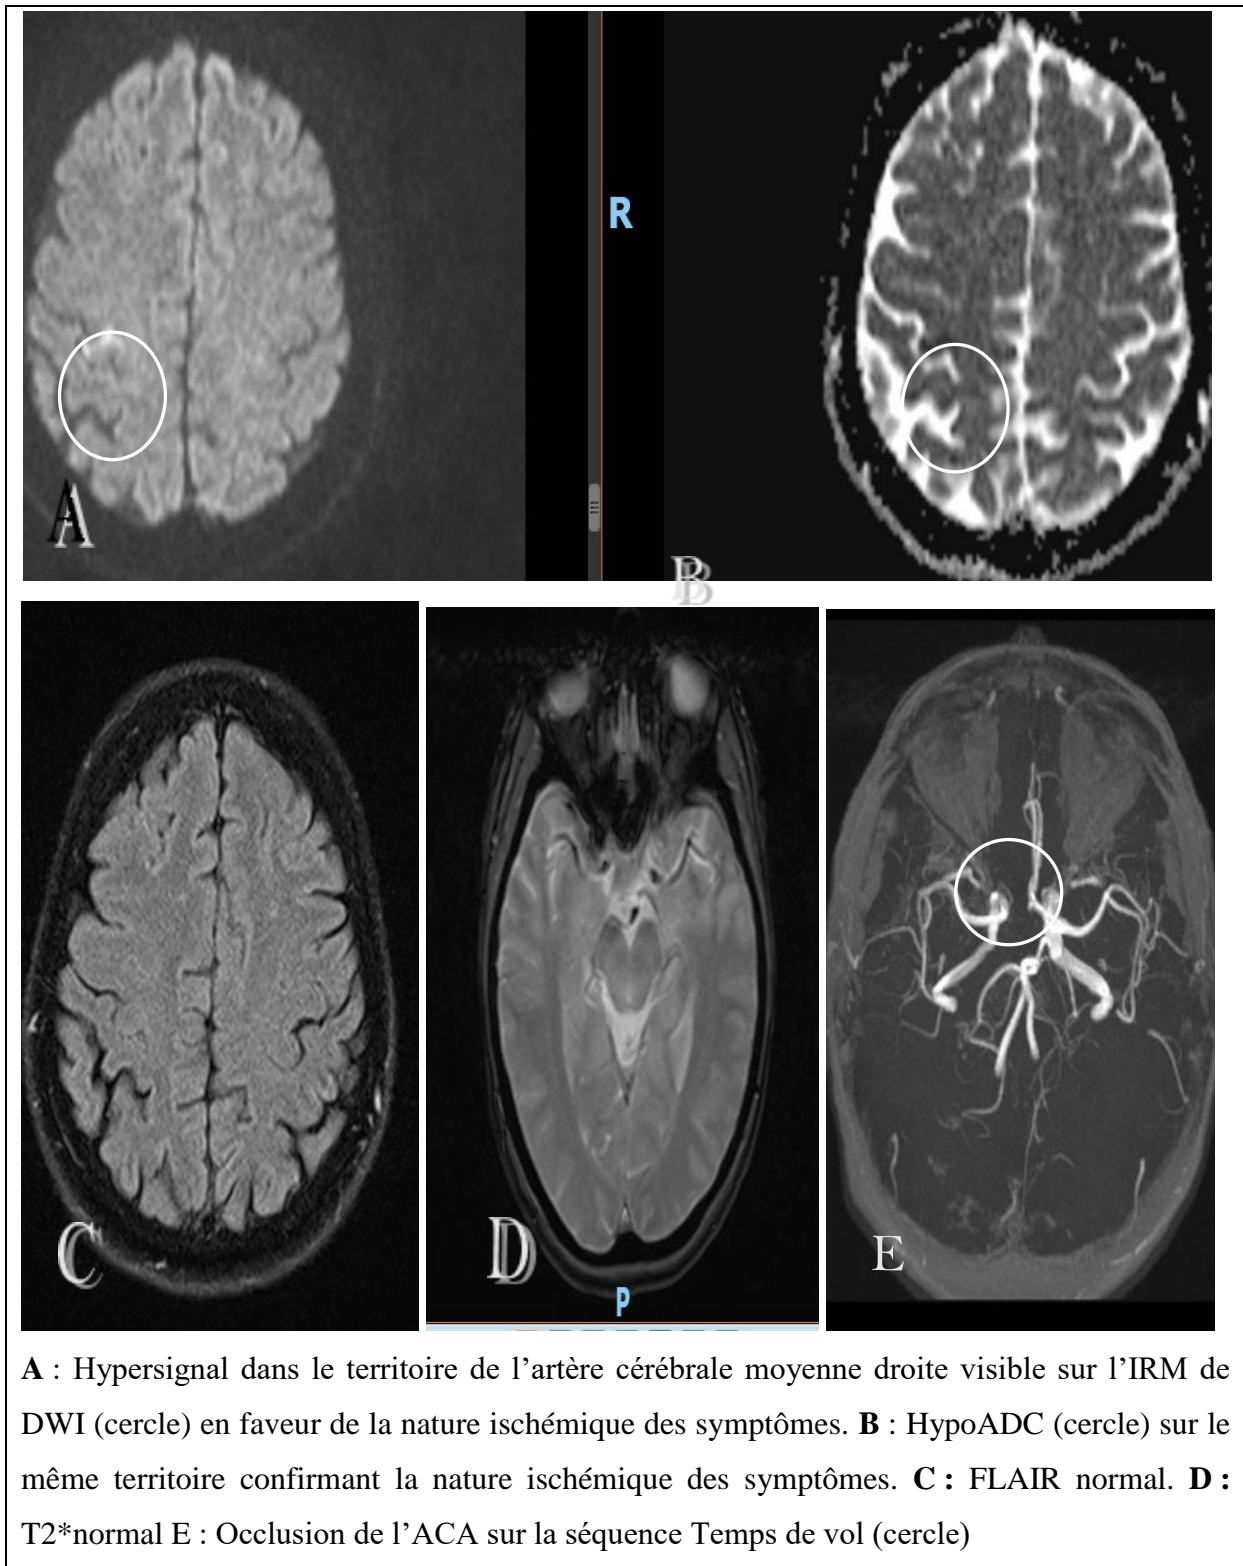 R
A
B
C
D
P
E
A : Hypersignal dans le territoire de l’artère cérébrale moyenne droite visible sur l’IRM de
DWI (cercle) en faveur de la nature ischémique des symptômes. B : HypoADC (cercle) sur le
même territoire confirmant la nature ischémique des symptômes. C : FLAIR normal. D :
T2*normal E : Occlusion de l’ACA sur la séquence Temps de vol (cercle)